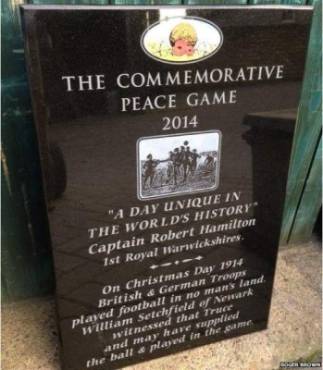 THE COMMEMORATIVE
PEACE GAME
2014
"A DAY UNIQUE IN
THE WORLD'S HISTORY"
Captain Robert Hamilton
1st Royal Warwickshires.
On Christmas Day 1914
British & German Troops
played football in no man's land.
William Setchfield of Newark
witnessed that Truce
and may have supplied
the ball & played in the game.
ROGER BROWN